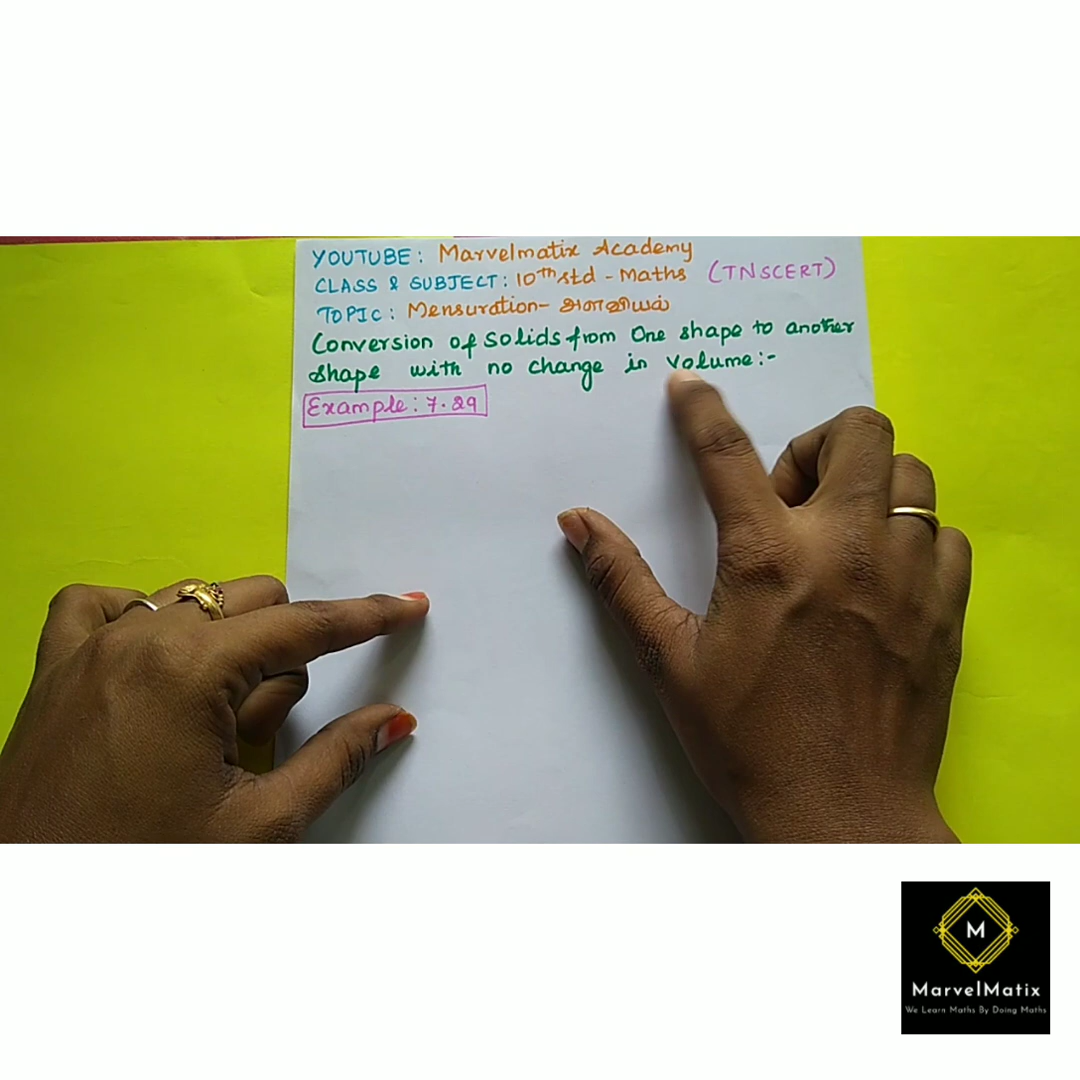 YOUTUBE: Marvelmatix Academy
CLASS & SUBJECT: 10th std - Maths (TNSCERT)
TOPIC: Mensuration- அளவியல்
Conversion of Solids from One shape to another
shape with no change in Volume:-
Example: 7.29
M
MarvelMatix
We Learn Maths By Doing Maths